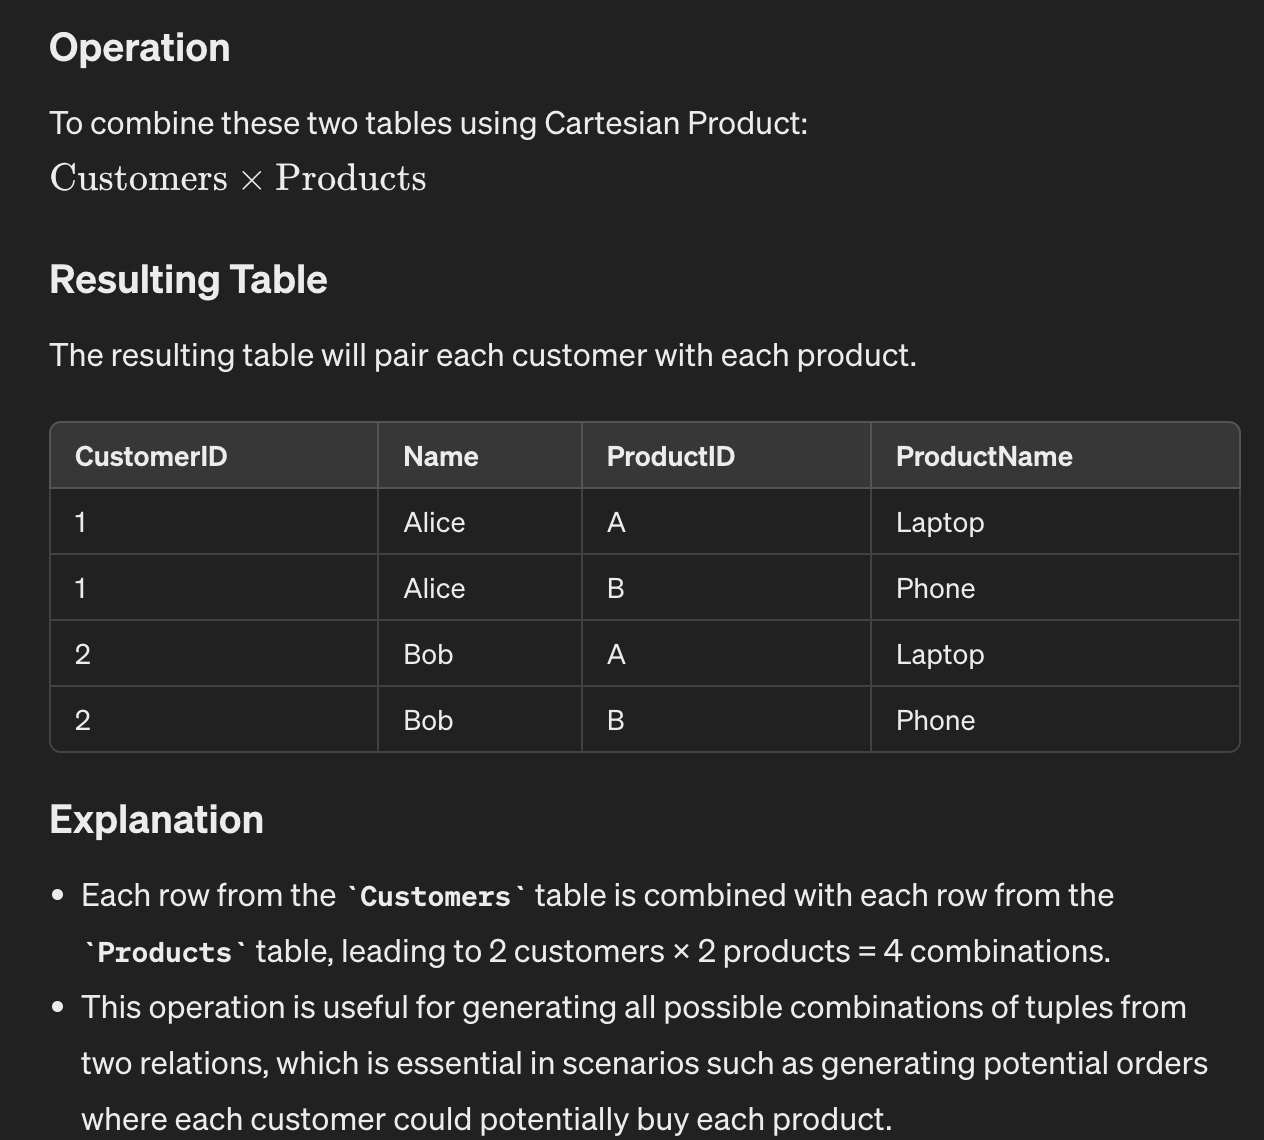 Operation
To combine these two tables using Cartesian Product:
Customers × Products
Resulting Table
The resulting table will pair each customer with each product.
CustomerID Name ProductID ProductName
1 Alice A Laptop
1 Alice B Phone
2 Bob A Laptop
2 Bob B Phone
Explanation
• Each row from the `Customers` table is combined with each row from the
`Products` table, leading to 2 customers × 2 products = 4 combinations.
• This operation is useful for generating all possible combinations of tuples from
two relations, which is essential in scenarios such as generating potential orders
where each customer could potentially buy each product.